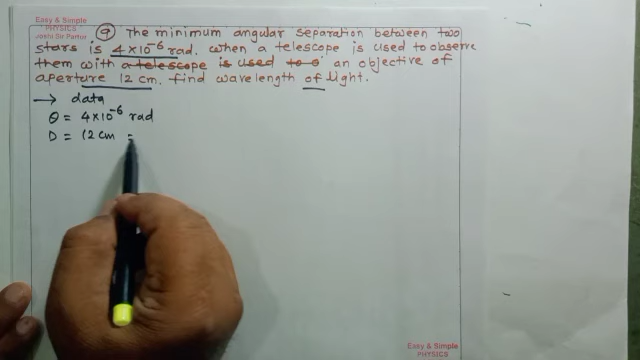 Easy & Simple
PHYSICS
Joshi Sir Parbhani
Q The minimum angular separation between two
stars is 4×10⁻⁶ rad. when a telescope is used to observe
them with a telescope is used to o an objective of
aperture 12 cm. find wavelength of light.
→ data
θ = 4×10⁻⁶ rad
D = 12 cm =
Easy & Simple
PHYSICS